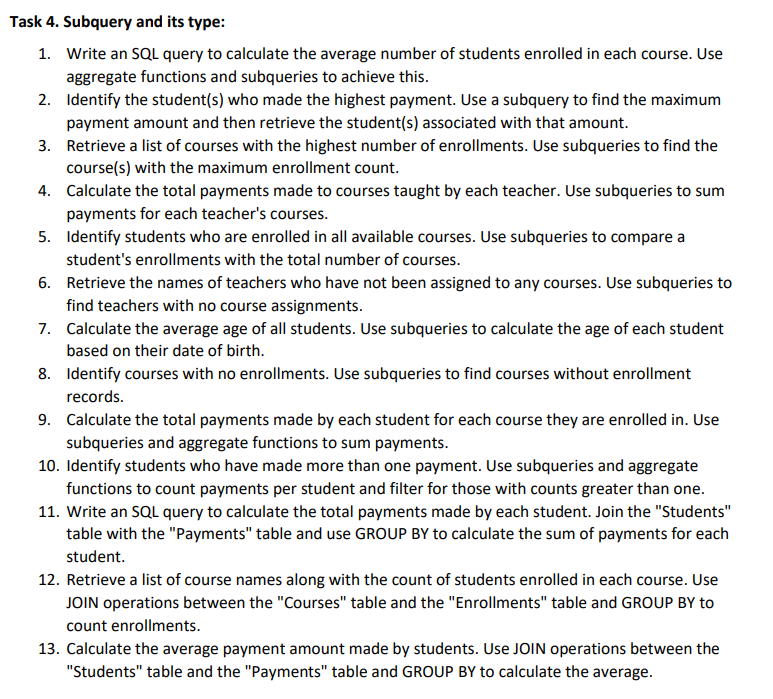 Task 4. Subquery and its type:
1. Write an SQL query to calculate the average number of students enrolled in each course. Use
aggregate functions and subqueries to achieve this.
2. Identify the student(s) who made the highest payment. Use a subquery to find the maximum
payment amount and then retrieve the student(s) associated with that amount.
3. Retrieve a list of courses with the highest number of enrollments. Use subqueries to find the
course(s) with the maximum enrollment count.
4. Calculate the total payments made to courses taught by each teacher. Use subqueries to sum
payments for each teacher's courses.
5. Identify students who are enrolled in all available courses. Use subqueries to compare a
student's enrollments with the total number of courses.
6. Retrieve the names of teachers who have not been assigned to any courses. Use subqueries to
find teachers with no course assignments.
7. Calculate the average age of all students. Use subqueries to calculate the age of each student
based on their date of birth.
8. Identify courses with no enrollments. Use subqueries to find courses without enrollment
records.
9. Calculate the total payments made by each student for each course they are enrolled in. Use
subqueries and aggregate functions to sum payments.
10. Identify students who have made more than one payment. Use subqueries and aggregate
functions to count payments per student and filter for those with counts greater than one.
11. Write an SQL query to calculate the total payments made by each student. Join the "Students"
table with the "Payments" table and use GROUP BY to calculate the sum of payments for each
student.
12. Retrieve a list of course names along with the count of students enrolled in each course. Use
JOIN operations between the "Courses" table and the "Enrollments" table and GROUP BY to
count enrollments.
13. Calculate the average payment amount made by students. Use JOIN operations between the
"Students" table and the "Payments" table and GROUP BY to calculate the average.